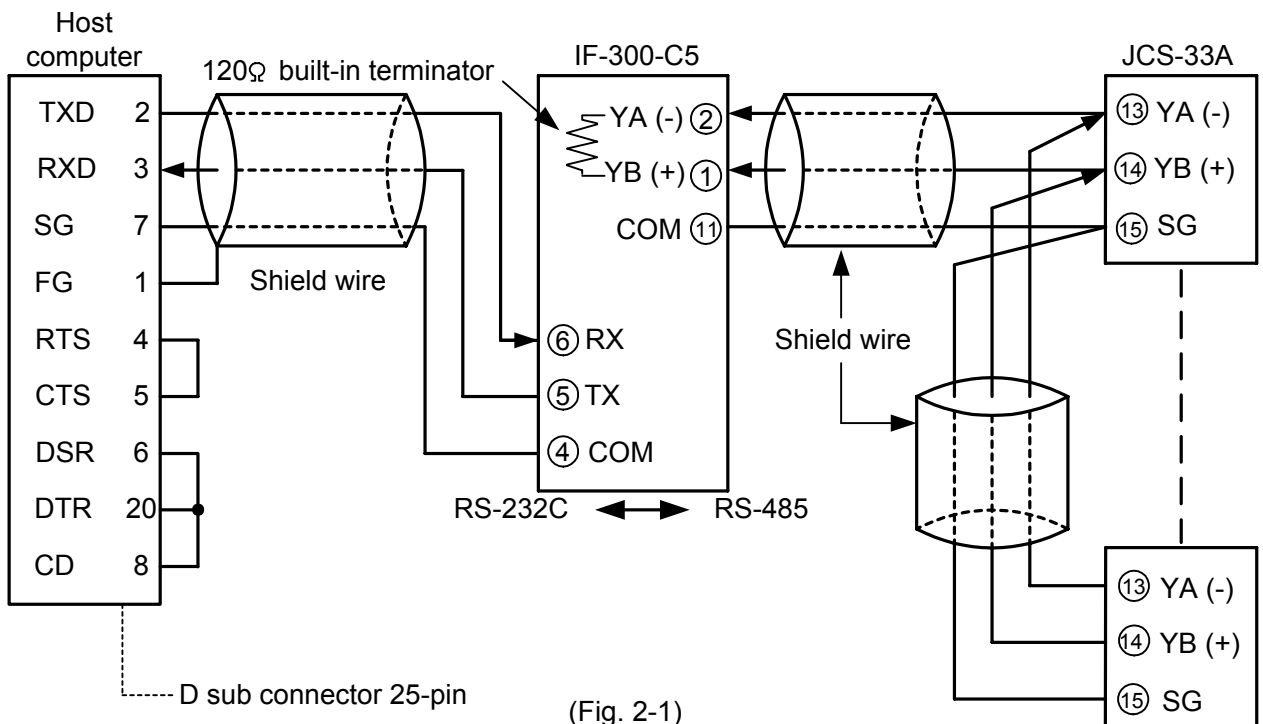 Host
computer
TXD 2
RXD 3
SG 7
FG 1
RTS 4
CTS 5
DSR 6
DTR 20
CD 8
D sub connector 25-pin
120Ω built-in terminator
Shield wire
IF-300-C5
YA (-) ②
YB (+) ①
COM ⑪
⑥ RX
⑤ TX
④ COM
RS-232C RS-485
Shield wire
JCS-33A
⑬ YA (-)
⑭ YB (+)
⑮ SG
⑬ YA (-)
⑭ YB (+)
⑮ SG
(Fig. 2-1)